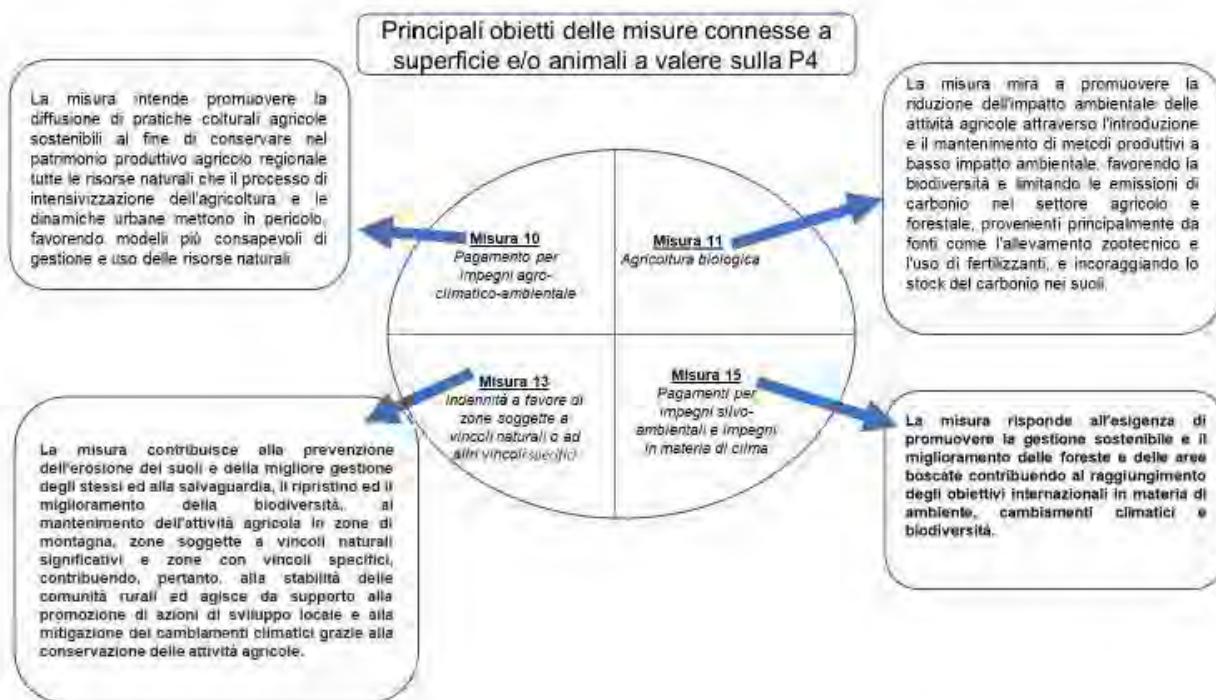 Principali obietti delle misure connesse a
superficie e/o animali a valere sulla P4
La misura intende promuovere la
diffusione di pratiche colturali agricole
sostenibili al fine di conservare nel
patrimonio produttivo agricolo regionale
tutte le risorse naturali che il processo di
intensivizzazione dell'agricoltura e le
dinamiche urbane mettono in pericolo,
favorendo modelli più consapevoli di
gestione e uso delle risorse naturali
La misura mira a promuovere la
riduzione dell'impatto ambientale delle
attività agricole attraverso l'introduzione
e il mantenimento di metodi produttivi a
basso impatto ambientale, favorendo la
biodiversità e limitando le emissioni di
carbonio nel settore agricolo e
forestale, provenienti principalmente da
fonti come l'allevamento zootecnico e
l'uso di fertilizzanti, e incoraggiando lo
stock del carbonio nei suoli.
Misura 10
Pagamento per
impegni agro-
climatico-ambientale
Misura 11
Agricoltura biologica
Misura 13
Indennità a favore di
zone soggette a
vincoli naturali o ad
altri vincoli specifici
Misura 15
Pagamenti per
impegni silvo-
ambientali e impegni
in materia di clima
La misura contribuisce alla prevenzione
dell'erosione dei suoli e della migliore gestione
degli stessi ed alla salvaguardia, il ripristino ed il
miglioramento della biodiversità, al
mantenimento dell'attività agricola in zone di
montagna, zone soggette a vincoli naturali
significativi e zone con vincoli specifici,
contribuendo, pertanto, alla stabilità delle
comunità rurali ed agisce da supporto alla
promozione di azioni di sviluppo locale e alla
mitigazione dei cambiamenti climatici grazie alla
conservazione delle attività agricole.
La misura risponde all'esigenza di
promuovere la gestione sostenibile e il
miglioramento delle foreste e delle aree
boscate contribuendo al raggiungimento
degli obiettivi internazionali in materia di
ambiente, cambiamenti climatici e
biodiversità.